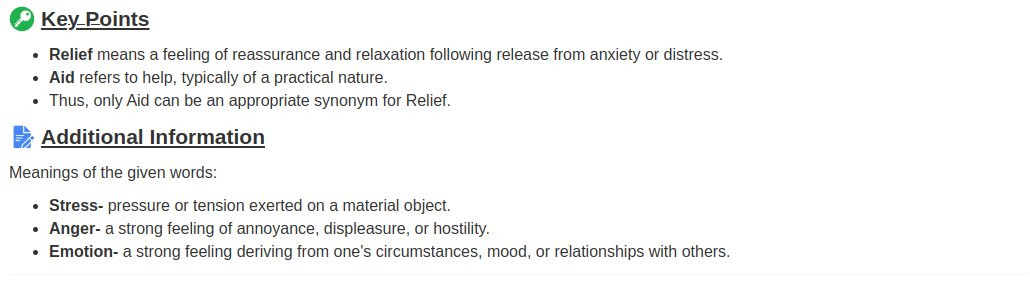 Key Points
• Relief means a feeling of reassurance and relaxation following release from anxiety or distress.
• Aid refers to help, typically of a practical nature.
• Thus, only Aid can be an appropriate synonym for Relief.
Additional Information
Meanings of the given words:
• Stress- pressure or tension exerted on a material object.
• Anger- a strong feeling of annoyance, displeasure, or hostility.
• Emotion- a strong feeling deriving from one's circumstances, mood, or relationships with others.